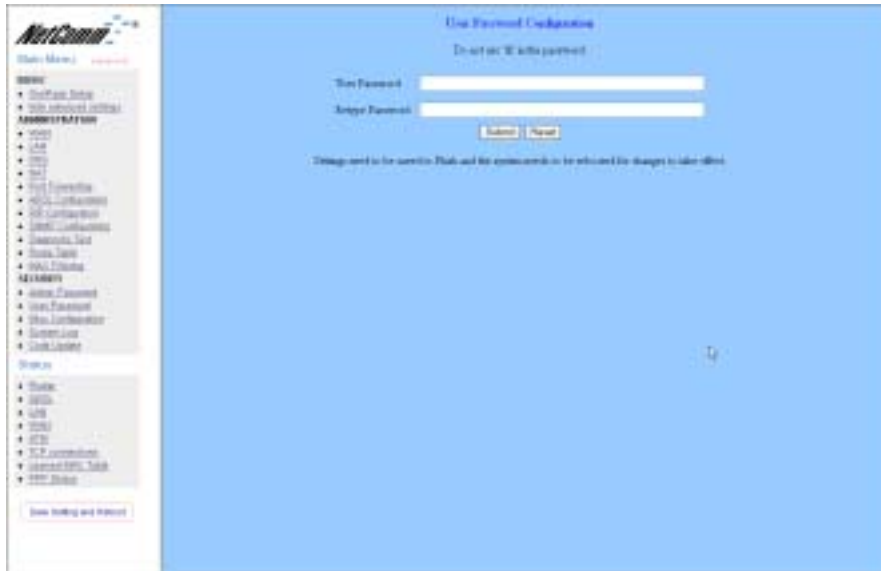 NetComm
Main Menu
MENU
ADMINISTRATION
WAN
LAN
DNS
NAT
Port Forwarding
ADSL Configuration
RIP Configuration
SNMP Configuration
Diagnostic Test
Route Table
MAC Filtering
SECURITY
Admin Password
User Password
Misc Configuration
System Log
Code Update
Status
Router
ADSL
LAN
WAN
ATM
TCP connections
Learned MAC Table
PPP Status
Save Setting and Reboot
User Password Configuration
Do not use in the password
User Password
Retype Password
Submit Reset
Settings need to be saved to Flash and the system needs to be rebooted for changes to take effect.